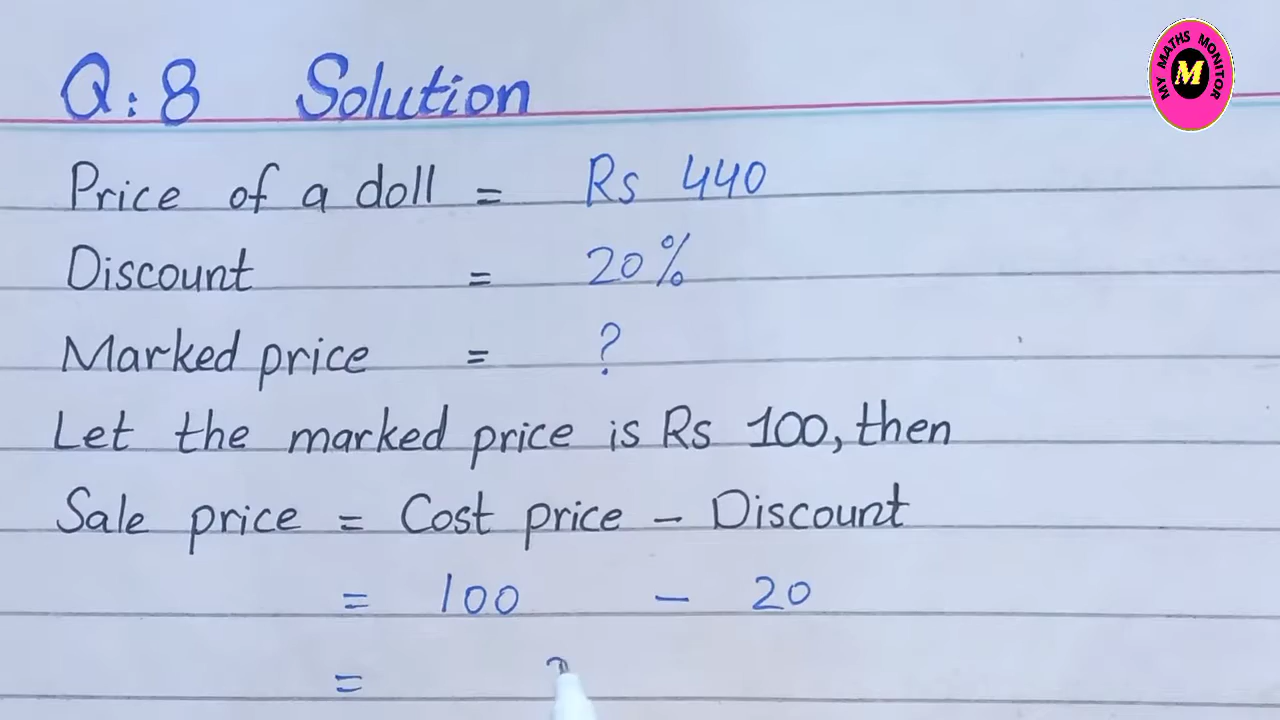 Q:8 Solution
MY MATHS MONITOR
M
Price of a doll = Rs 440
Discount = 20%
Marked price = ?
Let the marked price is Rs 100, then
Sale price = Cost price - Discount
= 100 - 20
=